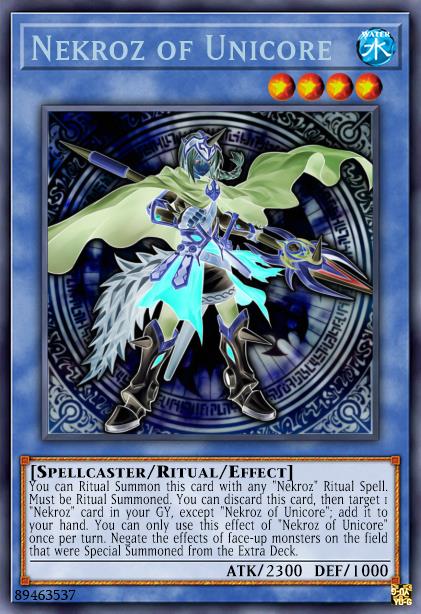 Nekroz of Unicore
WATER
水
[Spellcaster/Ritual/Effect]
You can Ritual Summon this card with any "Nekroz" Ritual Spell.
Must be Ritual Summoned. You can discard this card, then target 1
"Nekroz" card in your GY, except "Nekroz of Unicore"; add it to
your hand. You can only use this effect of "Nekroz of Unicore"
once per turn. Negate the effects of face-up monsters on the field
that were Special Summoned from the Extra Deck.
ATK/2300 DEF/1000
89463537